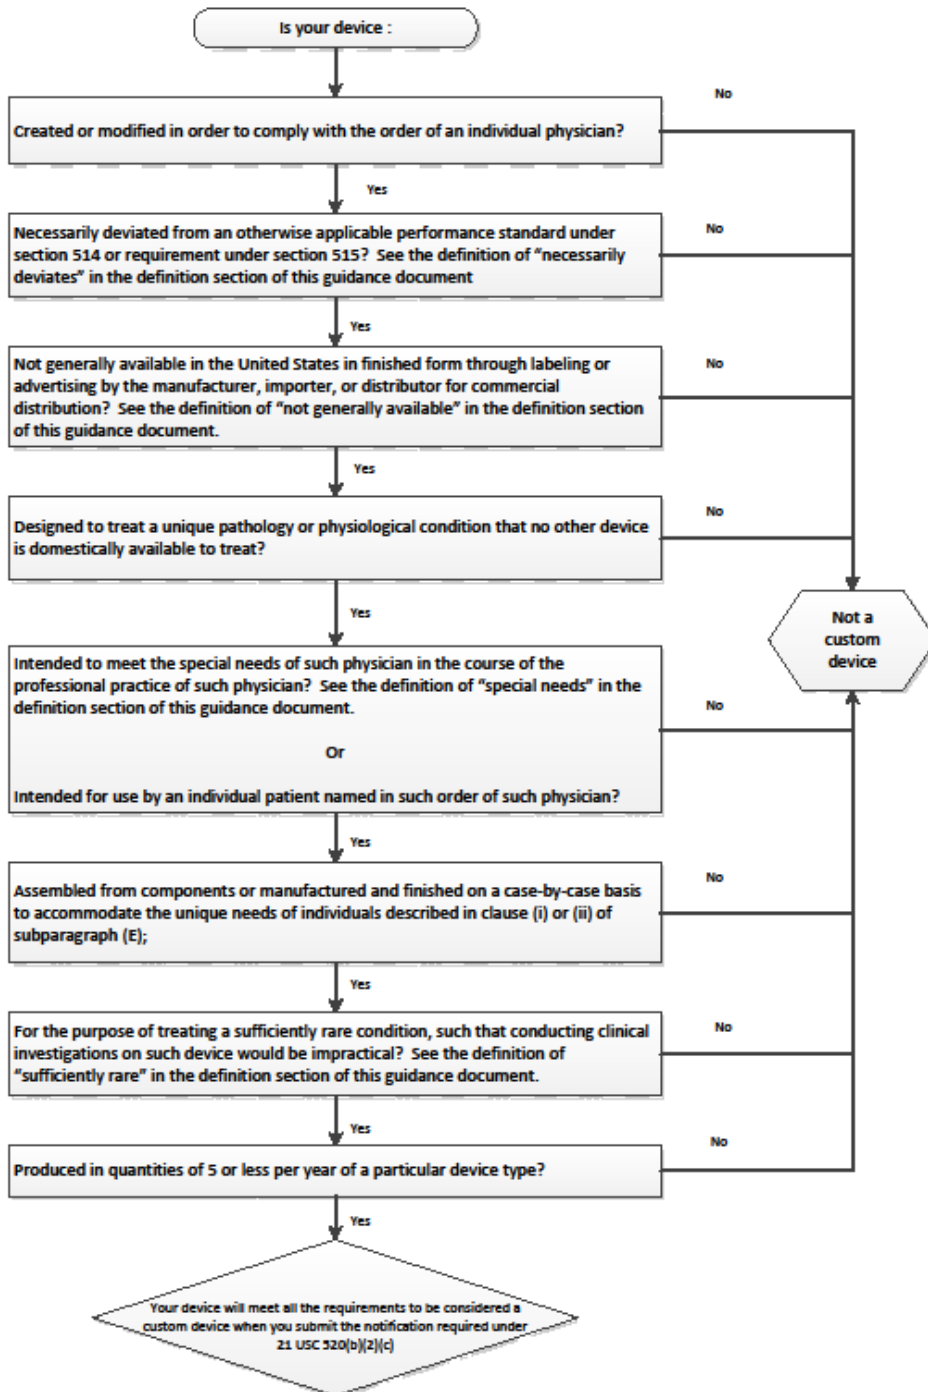 Is your device :
No
Created or modified in order to comply with the order of an individual physician?
Yes
Necessarily deviated from an otherwise applicable performance standard under
section 514 or requirement under section 515? See the definition of “necessarily
deviates” in the definition section of this guidance document
No
Yes
Not generally available in the United States in finished form through labeling or
advertising by the manufacturer, importer, or distributor for commercial
distribution? See the definition of “not generally available” in the definition section
of this guidance document.
No
Yes
Designed to treat a unique pathology or physiological condition that no other device
is domestically available to treat?
No
Yes
Not a
custom
device
Intended to meet the special needs of such physician in the course of the
professional practice of such physician? See the definition of “special needs” in the
definition section of this guidance document.
Or
Intended for use by an individual patient named in such order of such physician?
No
Yes
Assembled from components or manufactured and finished on a case-by-case basis
to accommodate the unique needs of individuals described in clause (i) or (ii) of
subparagraph (E);
No
Yes
For the purpose of treating a sufficiently rare condition, such that conducting clinical
investigations on such device would be impractical? See the definition of
“sufficiently rare” in the definition section of this guidance document.
No
Yes
Produced in quantities of 5 or less per year of a particular device type?
No
Yes
Your device will meet all the requirements to be considered a
custom device when you submit the notification required under
21 USC 520(b)(2)(c)